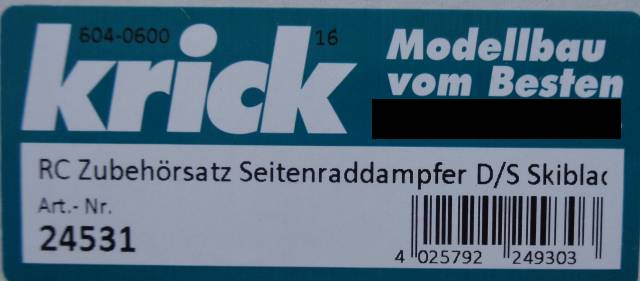 604-0600 16
krick
Modellbau
vom Besten
RC Zubehörsatz Seitenraddampfer D/S Skiblac
Art.- Nr.
24531
4 025792 249303